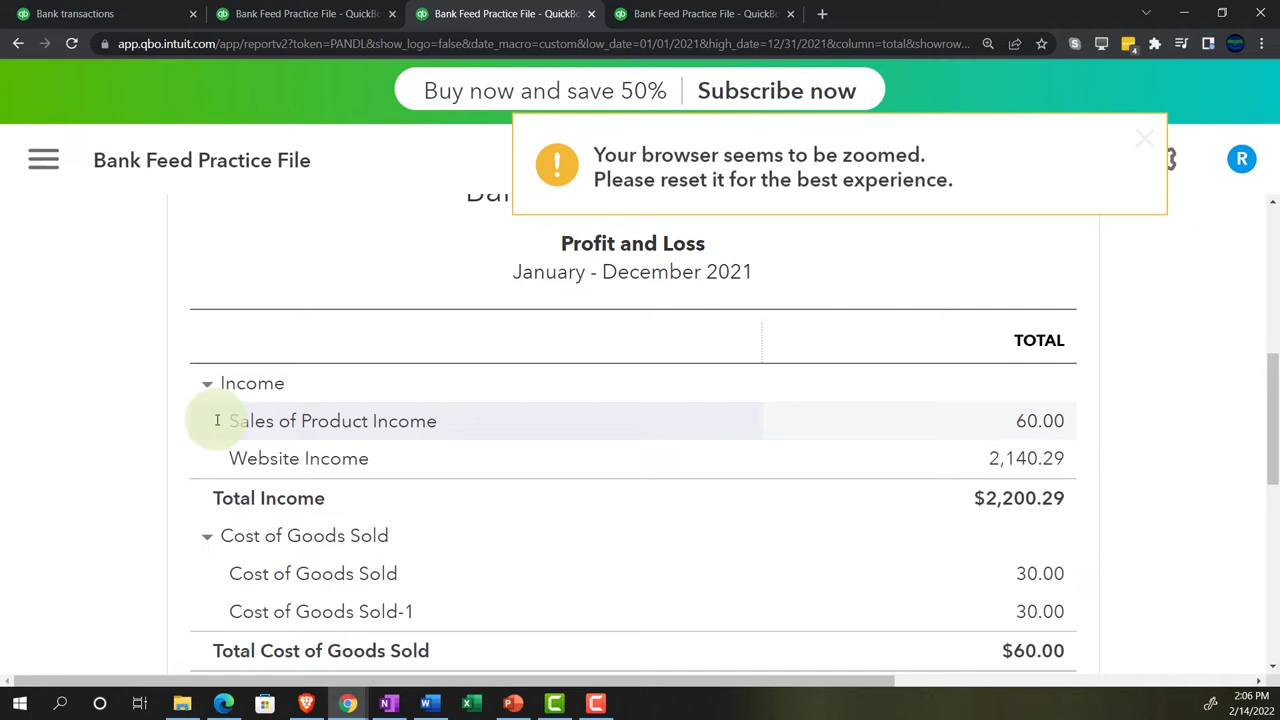 Bank transactions
Bank Feed Practice File - QuickBo
Bank Feed Practice File - QuickBo
Bank Feed Practice File - QuickBo
app.qbo.intuit.com/app/reportv2?token=PANDL&show_logo=false&date_macro=custom&low_date=01/01/2021&high_date=12/31/2021&column=total&showrow...
4
Buy now and save 50%
Subscribe now
Bank Feed Practice File
Your browser seems to be zoomed.
Please reset it for the best experience.
R
Profit and Loss
January - December 2021
TOTAL
Income
Sales of Product Income 60.00
Website Income 2,140.29
Total Income $2,200.29
Cost of Goods Sold
Cost of Goods Sold 30.00
Cost of Goods Sold-1 30.00
Total Cost of Goods Sold $60.00
2:06 PM
2/14/2022